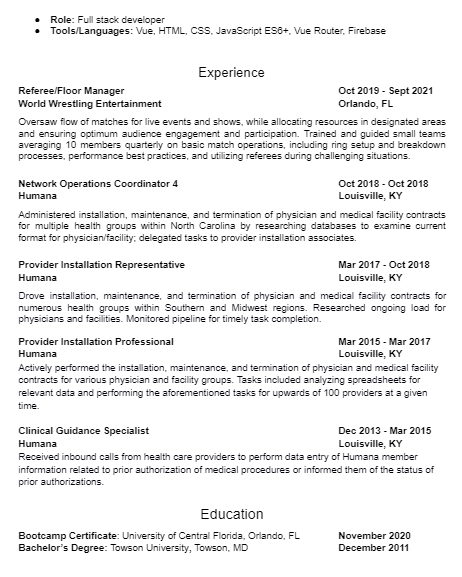 ● Role: Full stack developer
● Tools/Languages: Vue, HTML, CSS, JavaScript ES6+, Vue Router, Firebase
Experience
Referee/Floor Manager Oct 2019 - Sept 2021
World Wrestling Entertainment Orlando, FL
Oversaw flow of matches for live events and shows, while allocating resources in designated areas
and ensuring optimum audience engagement and participation. Trained and guided small teams
averaging 10 members quarterly on basic match operations, including ring setup and breakdown
processes, performance best practices, and utilizing referees during challenging situations.
Network Operations Coordinator 4 Oct 2018 - Oct 2018
Humana Louisville, KY
Administered installation, maintenance, and termination of physician and medical facility contracts
for multiple health groups within North Carolina by researching databases to examine current
format for physician/facility; delegated tasks to provider installation associates.
Provider Installation Representative Mar 2017 - Oct 2018
Humana Louisville, KY
Drove installation, maintenance, and termination of physician and medical facility contracts for
numerous health groups within Southern and Midwest regions. Researched ongoing load for
physicians and facilities. Monitored pipeline for timely task completion.
Provider Installation Professional Mar 2015 - Mar 2017
Humana Louisville, KY
Actively performed the installation, maintenance, and termination of physician and medical facility
contracts for various physician and facility groups. Tasks included analyzing spreadsheets for
relevant data and performing the aforementioned tasks for upwards of 100 providers at a given
time.
Clinical Guidance Specialist Dec 2013 - Mar 2015
Humana Louisville, KY
Received inbound calls from health care providers to perform data entry of Humana member
information related to prior authorization of medical procedures or informed them of the status of
prior authorizations.
Education
Bootcamp Certificate: University of Central Florida, Orlando, FL November 2020
Bachelor's Degree: Towson University, Towson, MD December 2011